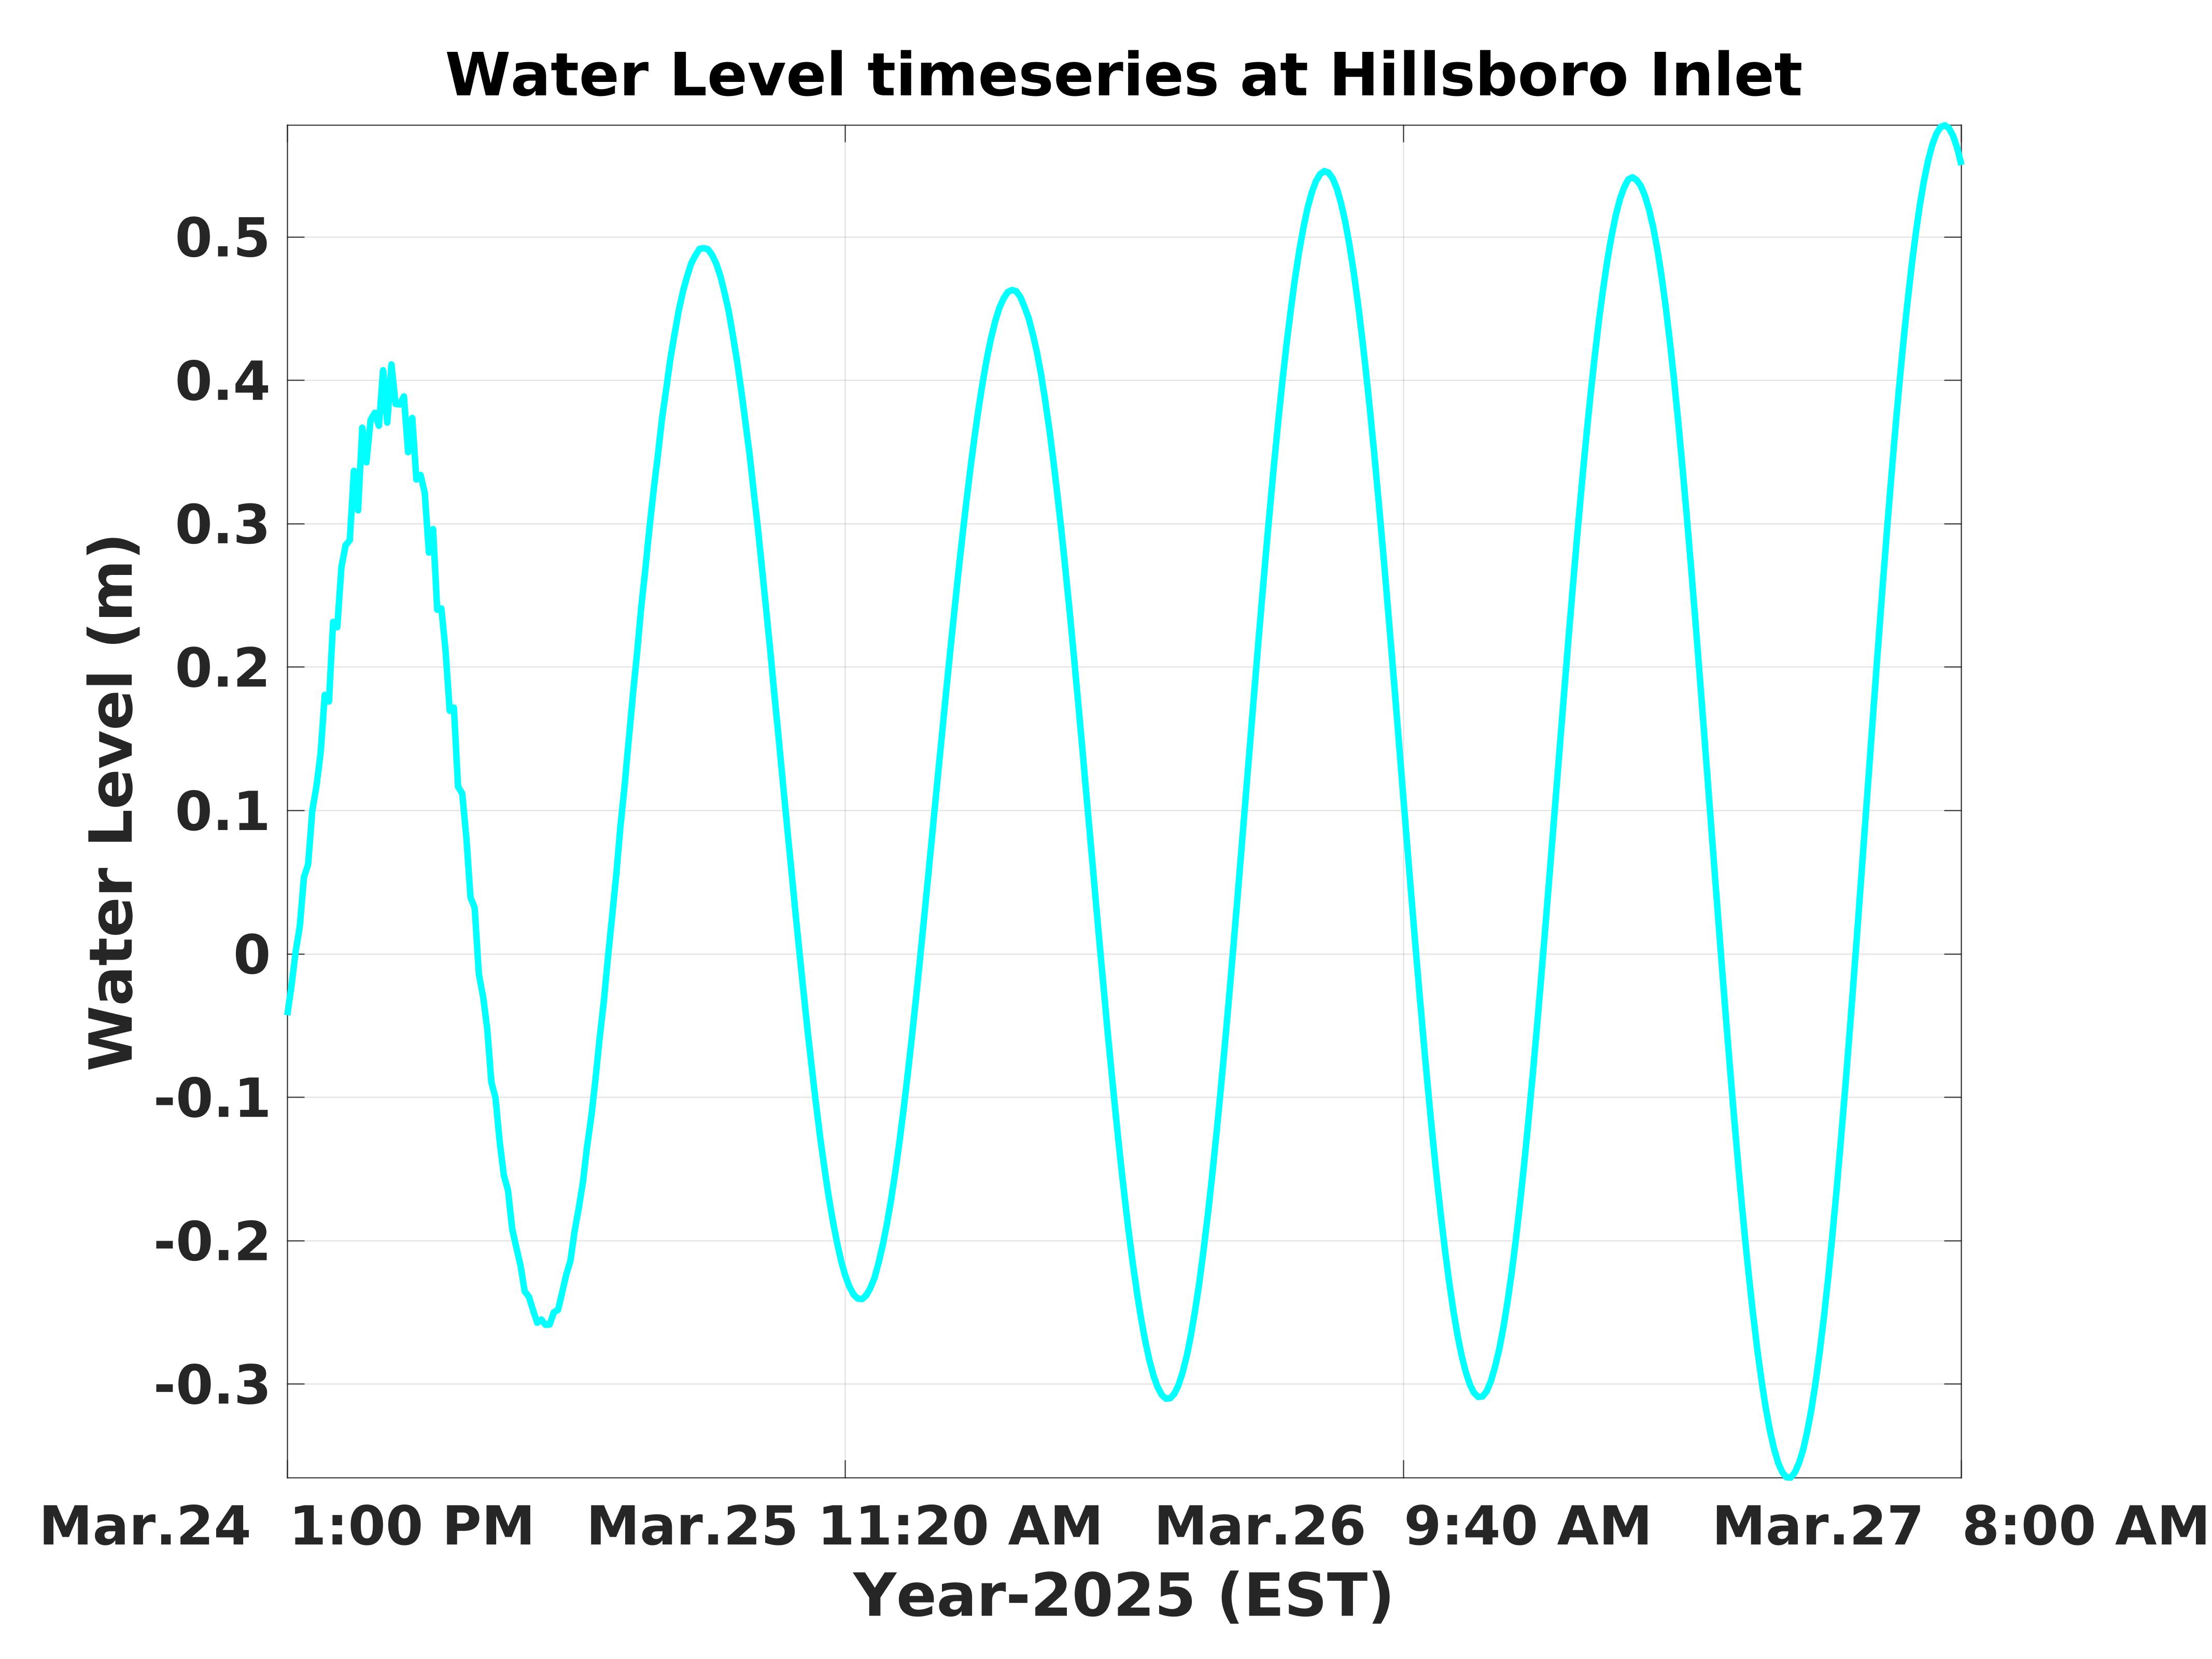 Water Level timeseries at Hillsboro Inlet
Water Level (m)
0.5
0.4
0.3
0.2
0.1
0
-0.1
-0.2
-0.3
Mar.24 1:00 PM Mar.25 11:20 AM Mar.26 9:40 AM Mar.27 8:00 AM
Year-2025 (EST)